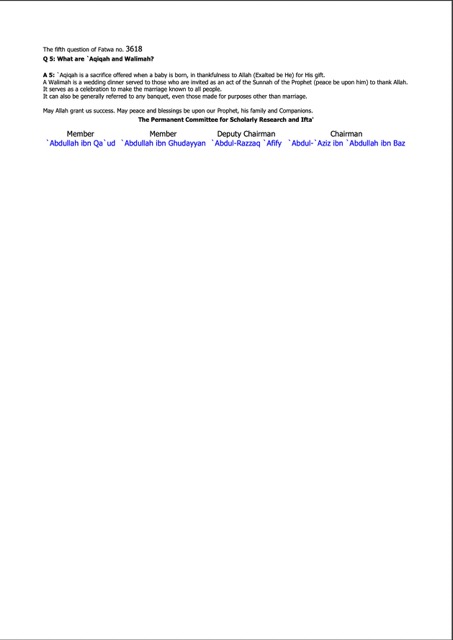 The fifth question of Fatwa no. 3618
Q 5: What are `Aqiqah and Walimah?
A 5: `Aqiqah is a sacrifice offered when a baby is born, in thankfulness to Allah (Exalted be He) for His gift.
A Walimah is a wedding dinner served to those who are invited as an act of the Sunnah of the Prophet (peace be upon him) to thank Allah.
It serves as a celebration to make the marriage known to all people.
It can also be generally referred to any banquet, even those made for purposes other than marriage.
May Allah grant us success. May peace and blessings be upon our Prophet, his family and Companions.
The Permanent Committee for Scholarly Research and Ifta'
Member Member Deputy Chairman Chairman
`Abdullah ibn Qa`ud `Abdullah ibn Ghudayyan `Abdul-Razzaq `Afify `Abdul-`Aziz ibn `Abdullah ibn Baz